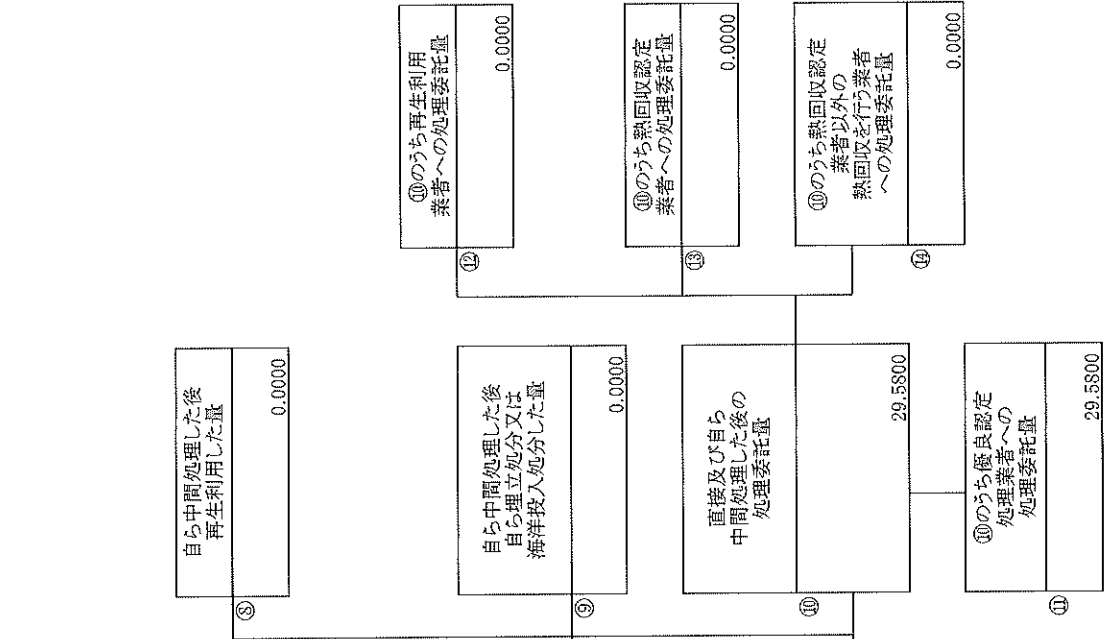 ⑧
自ら中間処理した後
再生利用した量
0.0000
⑨
自ら中間処理した後
自ら埋立処分又は
海洋投入処分した量
0.0000
⑩
直接及び自ら
中間処理した後の
処理委託量
29.5800
⑪
⑩のうち優良認定
処理業者への
処理委託量
29.5800
⑫
⑩のうち再生利用
業者への処理委託量
0.0000
⑬
⑩のうち熱回収認定
業者への処理委託量
0.0000
⑭
⑩のうち熱回収認定
業者以外の
熱回収を行う業者
への処理委託量
0.0000